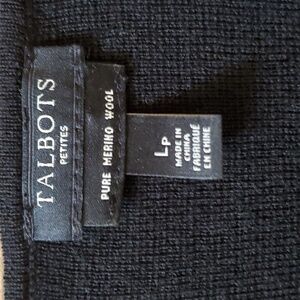 TALBOTS
PETITES
PURE MERINO WOOL
LP
MADE IN
CHINA
FABRIQUÉ
EN CHINE